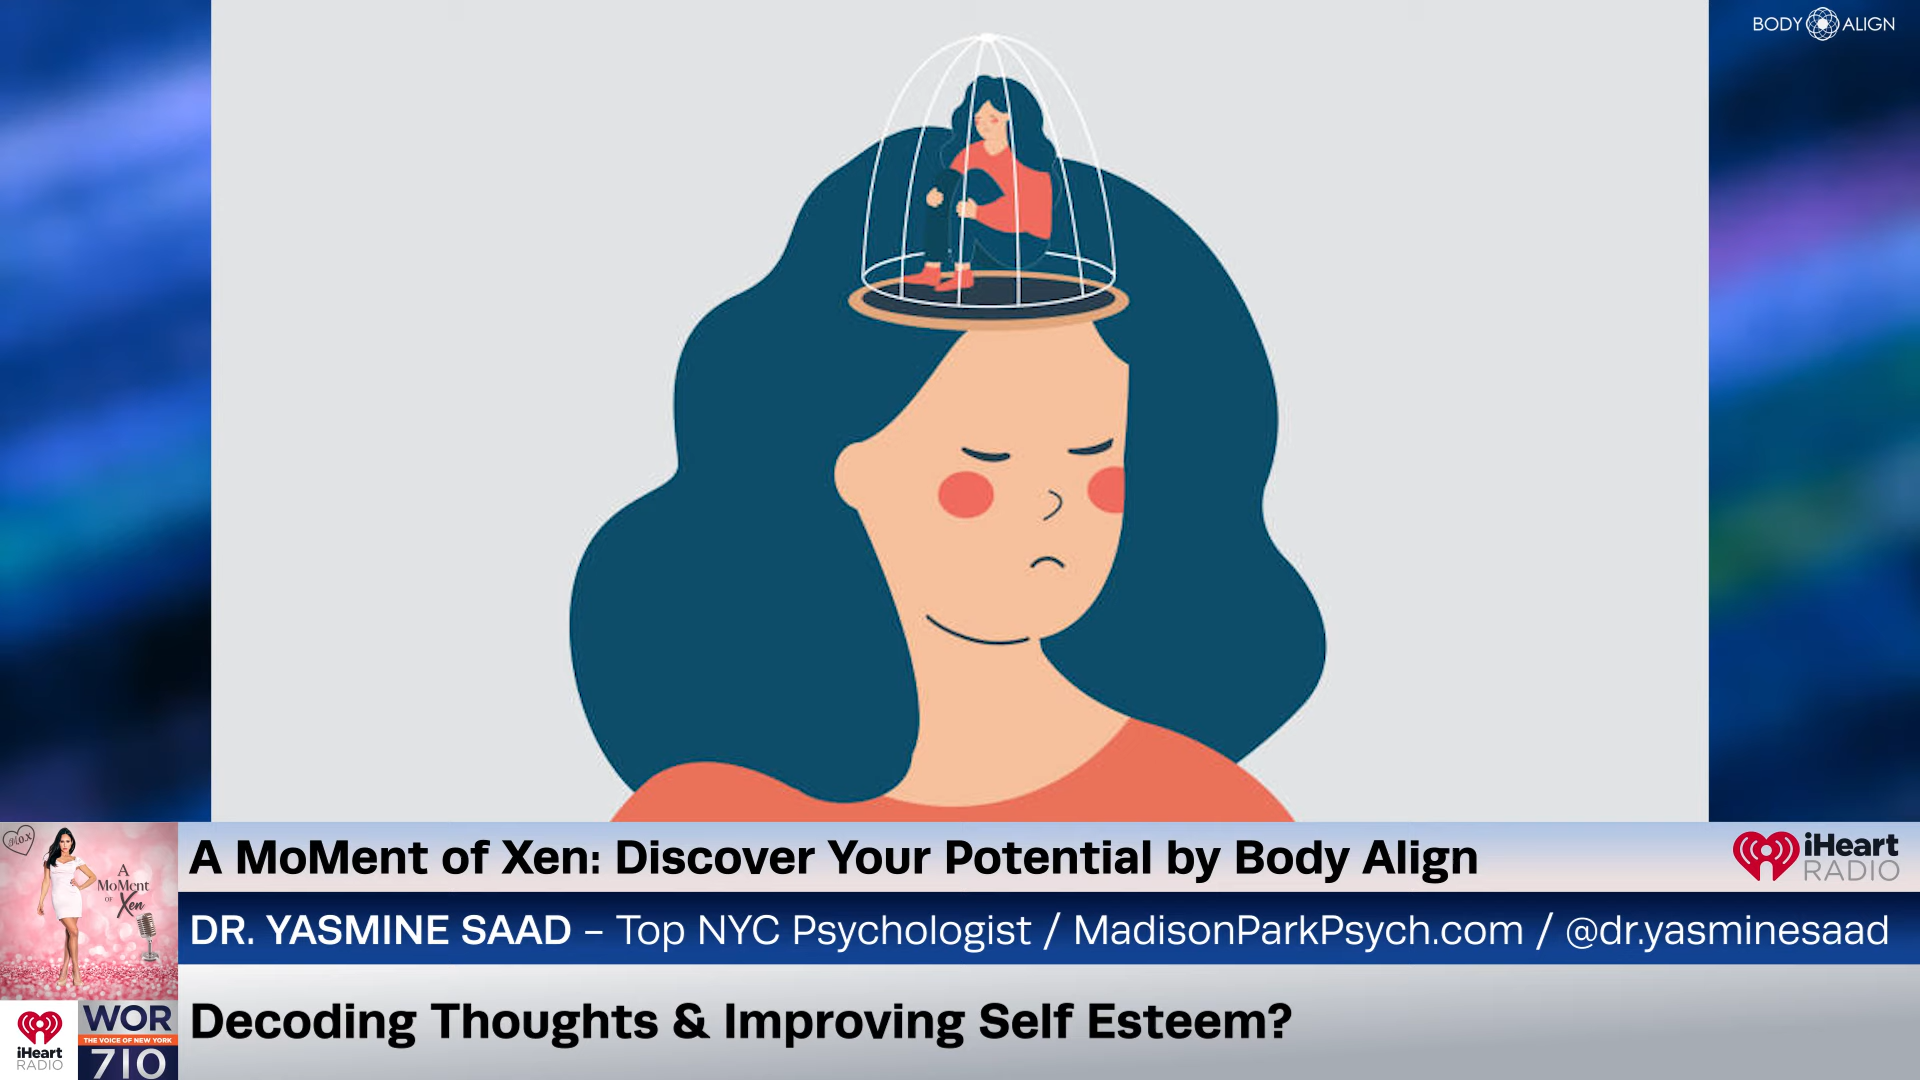 BODY ALIGN
A MoMent of Xen: Discover Your Potential by Body Align
iHeart
RADIO
DR. YASMINE SAAD – Top NYC Psychologist / MadisonParkPsych.com / @dr.yasminesaad
Decoding Thoughts & Improving Self Esteem?
M.O.X
A
MoMent
OF Xen
iHeart
RADIO
WOR
THE VOICE OF NEW YORK
710